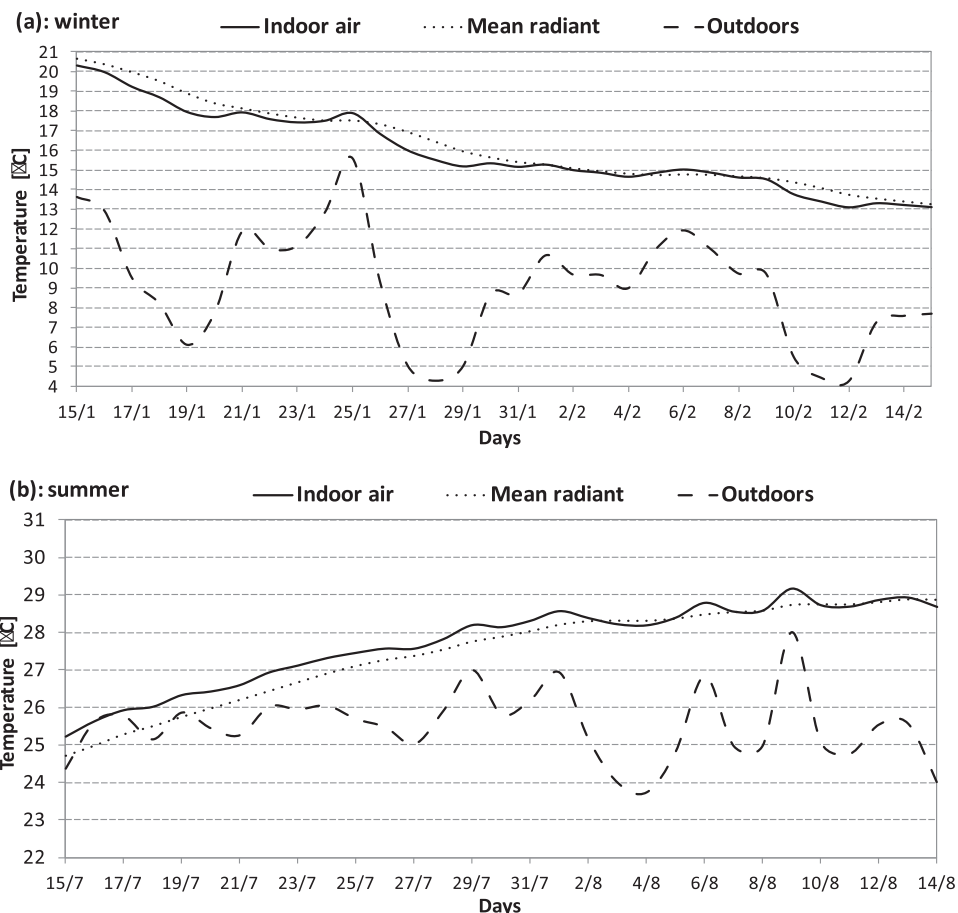 (a): winter
Indoor air Mean radiant Outdoors
21
20
19
18
17
16
15
14
13
12
11
10
9
8
7
6
5
4
Temperature [�C]
15/1 17/1 19/1 21/1 23/1 25/1 27/1 29/1 31/1 2/2 4/2 6/2 8/2 10/2 12/2 14/2
Days
(b): summer
Indoor air Mean radiant Outdoors
31
30
29
28
27
26
25
24
23
22
Temperature [�C]
15/7 17/7 19/7 21/7 23/7 25/7 27/7 29/7 31/7 2/8 4/8 6/8 8/8 10/8 12/8 14/8
Days